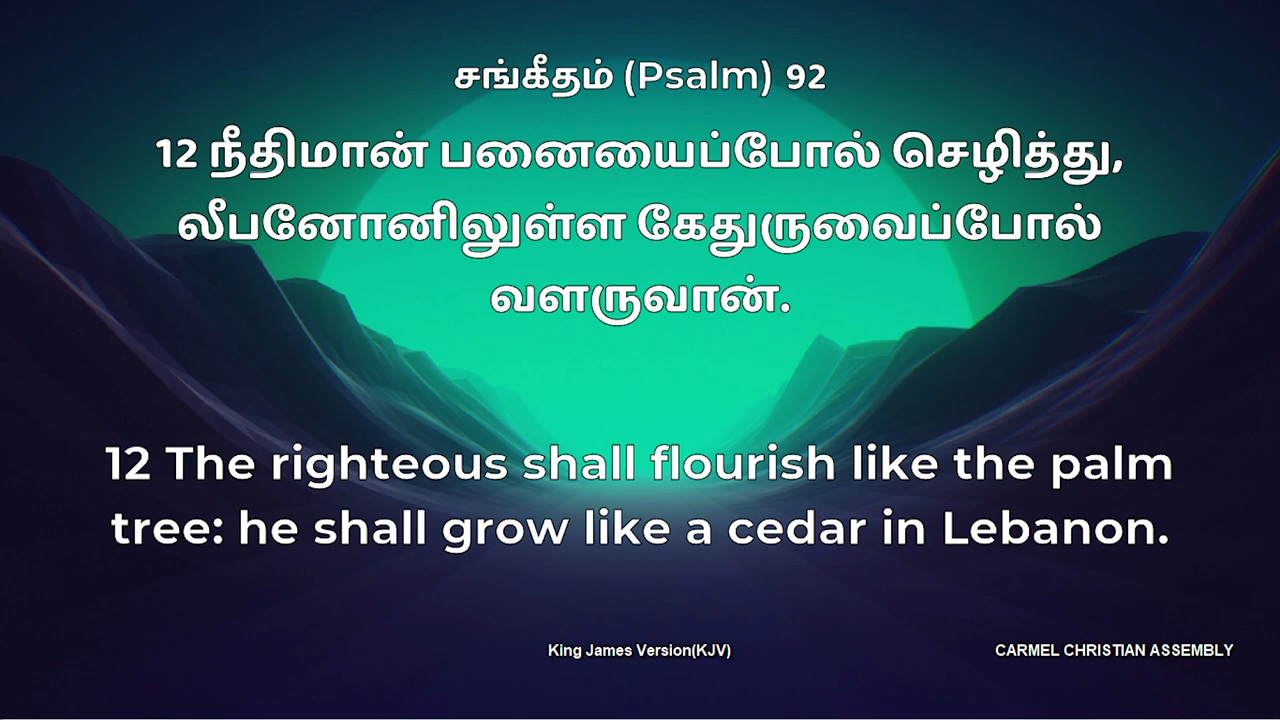 சங்கீதம் (Psalm) 92
12 நீதிமான் பனையைப்போல் செழித்து,
லீபனோனிலுள்ள கேதுருவைப்போல்
வளருவான்.
12 The righteous shall flourish like the palm
tree: he shall grow like a cedar in Lebanon.
King James Version(KJV)
CARMEL CHRISTIAN ASSEMBLY